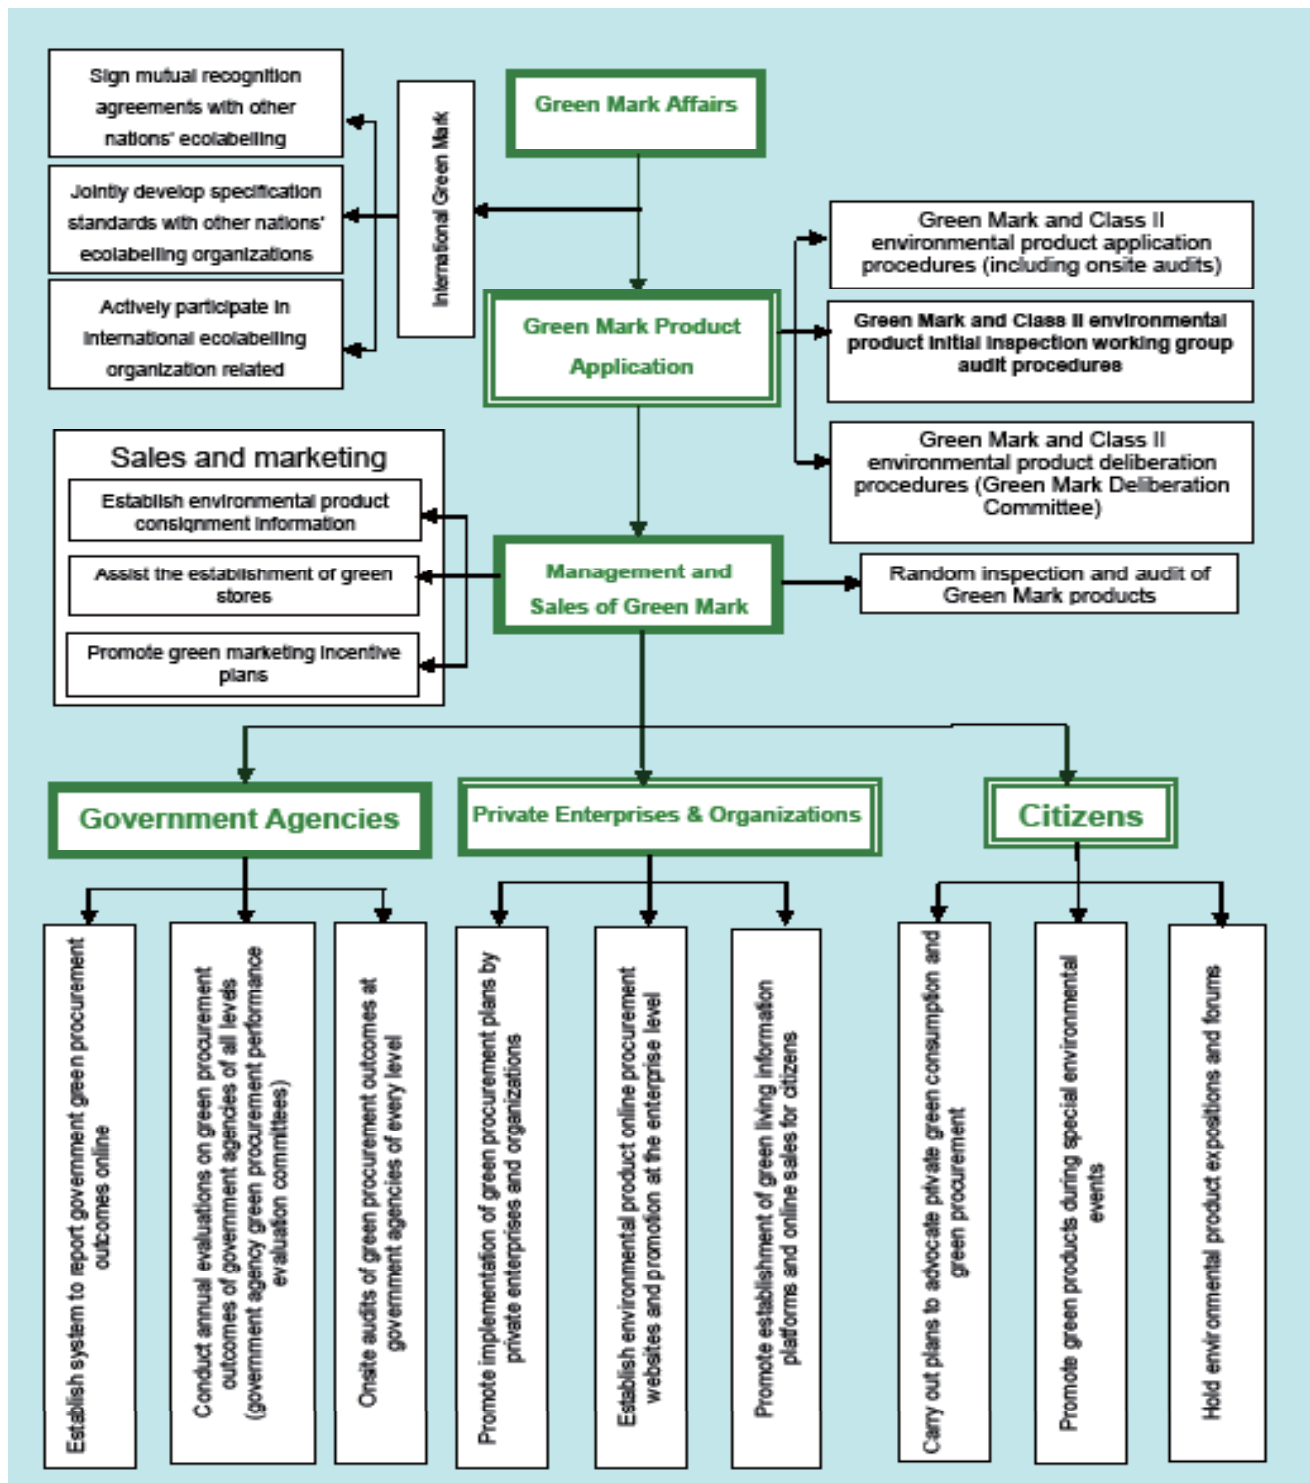 Sign mutual recognition
agreements with other
nations' ecolabelling
Jointly develop specification
standards with other nations'
ecolabelling organizations
Actively participate in
international ecolabelling
organization related
International Green Mark
Green Mark Affairs
Green Mark Product
Application
Green Mark and Class II
environmental product application
procedures (including onsite audits)
Green Mark and Class II environmental
product initial inspection working group
audit procedures
Green Mark and Class II
environmental product deliberation
procedures (Green Mark Deliberation
Committee)
Sales and marketing
Establish environmental product
consignment information
Assist the establishment of green
stores
Promote green marketing incentive
plans
Management and
Sales of Green Mark
Random inspection and audit of
Green Mark products
Government Agencies
Private Enterprises & Organizations
Citizens
Establish system to report government green procurement
outcomes online
Conduct annual evaluations on green procurement
outcomes of government agencies of all levels
(government agency green procurement performance
evaluation committees)
Onsite audits of green procurement outcomes at
government agencies of every level
Promote implementation of green procurement plans by
private enterprises and organizations
Establish environmental product online procurement
websites and promotion at the enterprise level
Promote establishment of green living information
platforms and online sales for citizens
Carry out plans to advocate private green consumption and
green procurement
Promote green products during special environmental
events
Hold environmental product expositions and forums